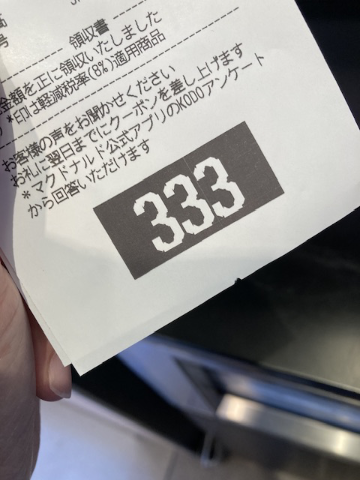 号
領収書
金額を正に領収いたしました
*印は軽減税率(8%)適用商品
お客様の声をお聞かせください
お礼に翌日までにクーポンを差し上げます
*マクドナルド公式アプリのKODOアンケート
から回答いただけます
333